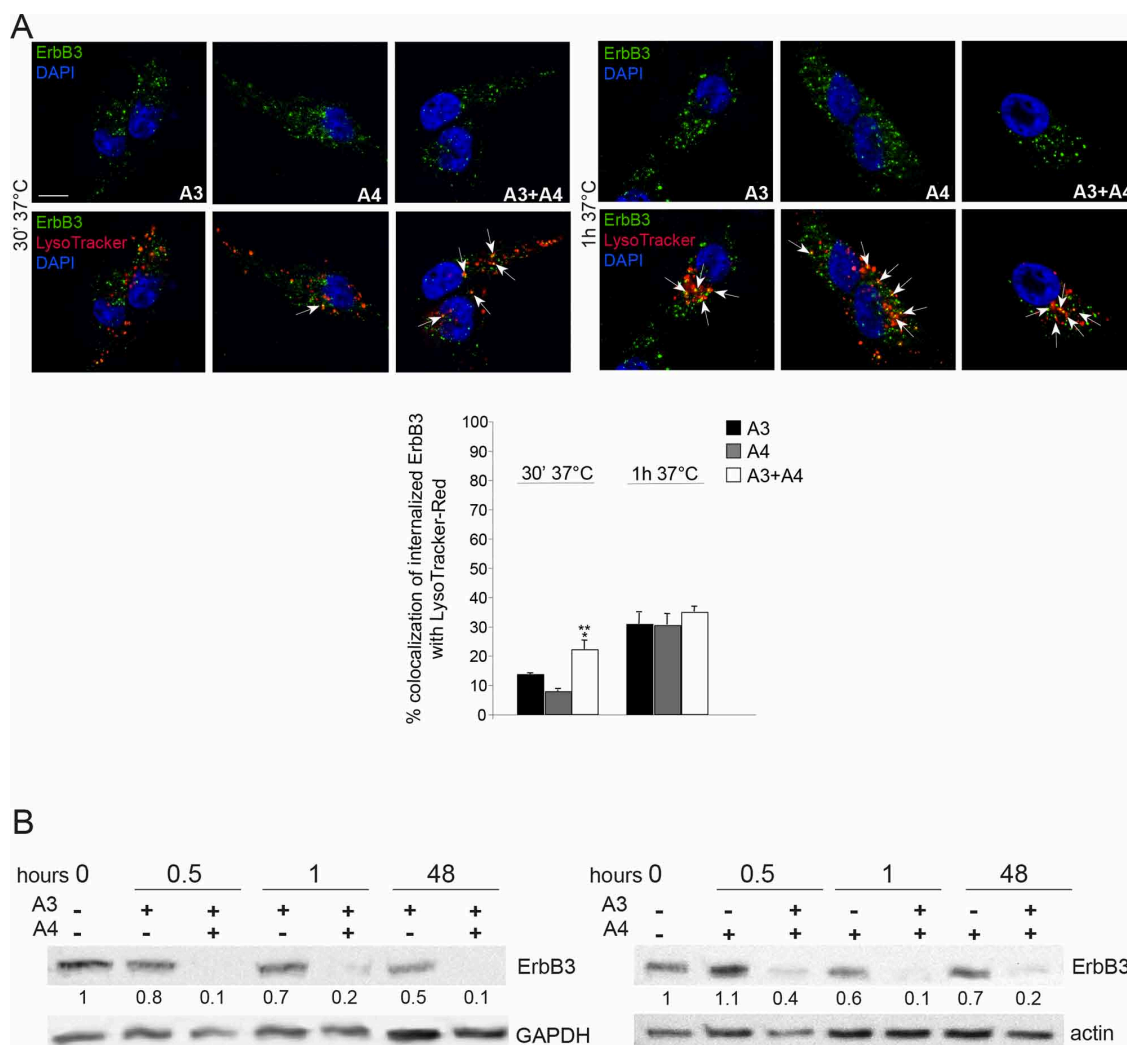 A
ErbB3
DAPI
A3
A4
A3+A4
30' 37°C
ErbB3
LysoTracker
DAPI
ErbB3
DAPI
A3
A4
A3+A4
1h 37°C
ErbB3
LysoTracker
DAPI
% colocalization of internalized ErbB3
with LysoTracker-Red
100
90
80
70
60
50
40
30
20
10
0
30' 37°C
1h 37°C
**
*
A3
A4
A3+A4
B
hours 0 0.5 1 48
A3 - + + + + + +
A4 - - + - + - +
ErbB3
1 0.8 0.1 0.7 0.2 0.5 0.1
GAPDH
hours 0 0.5 1 48
A3 - - + - + - +
A4 - + + + + + +
ErbB3
1 1.1 0.4 0.6 0.1 0.7 0.2
actin